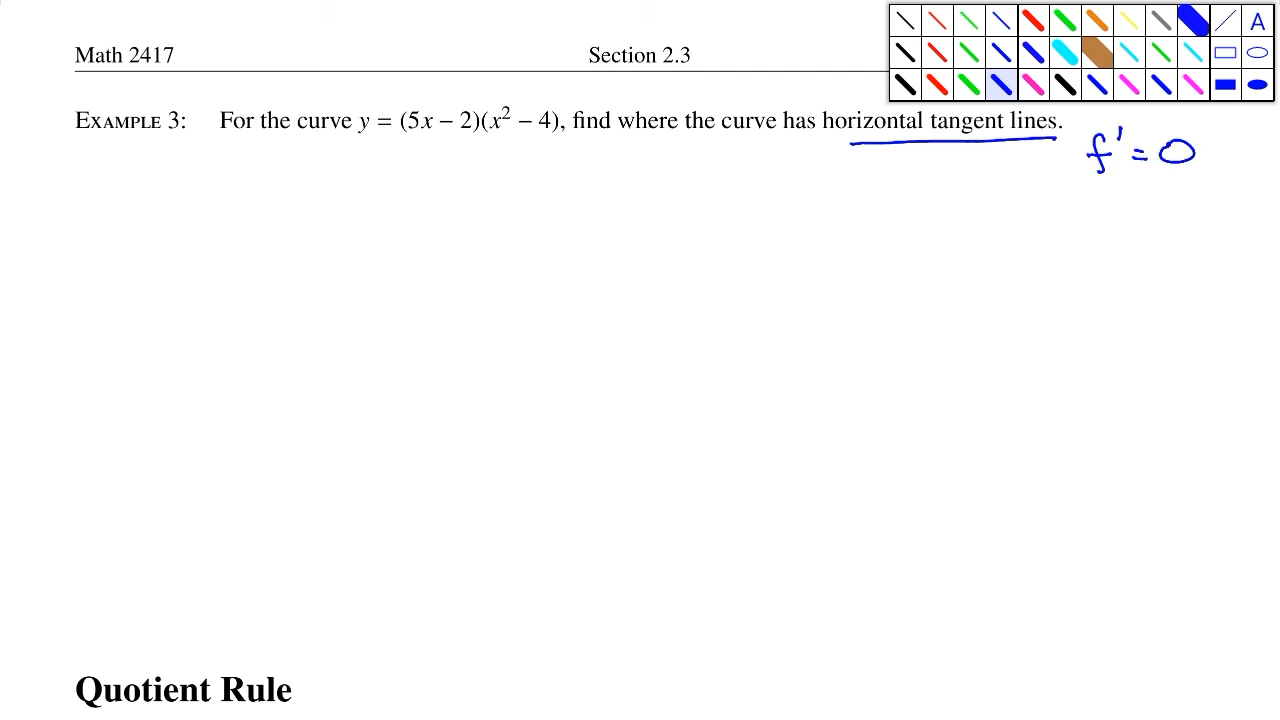 Math 2417 Section 2.3
A
Example 3: For the curve y = (5x − 2)(x² − 4), find where the curve has horizontal tangent lines.
f' = 0
Quotient Rule